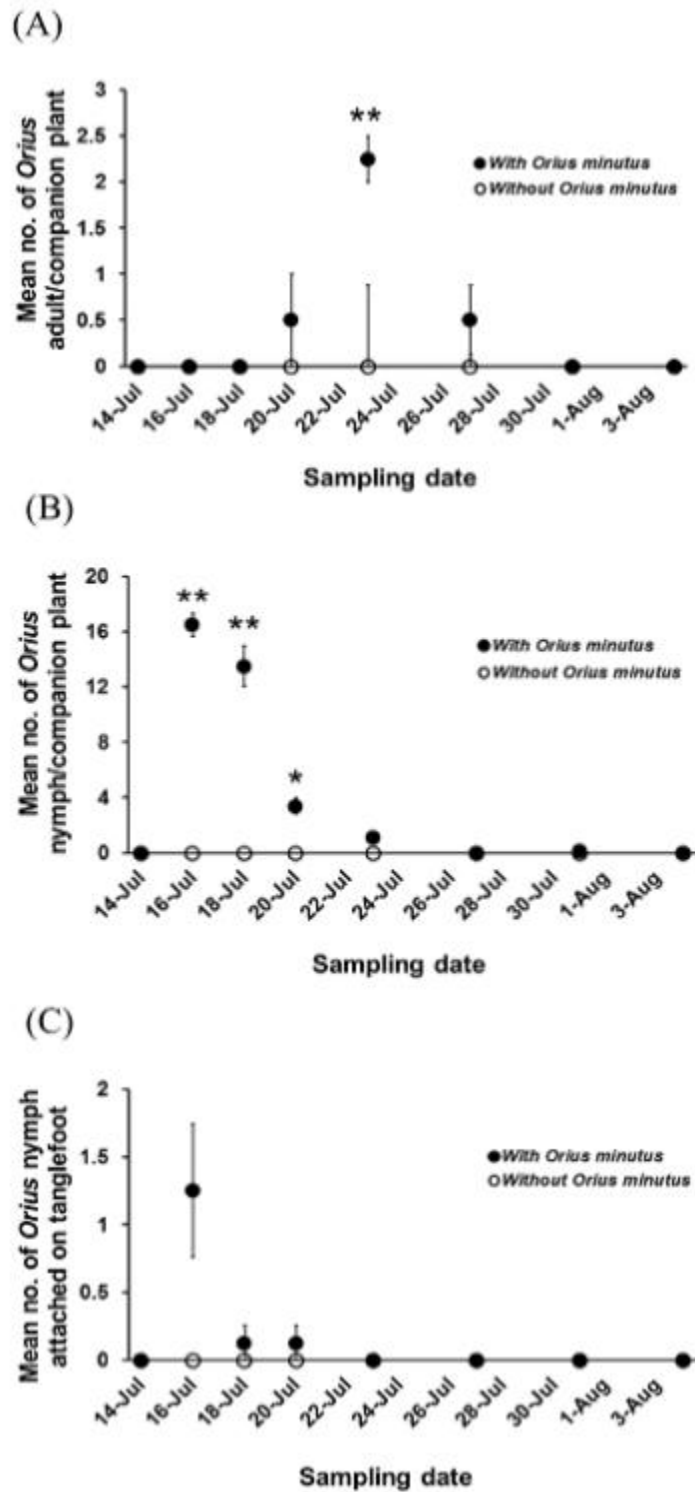 (A)
Mean no. of Orius
adult/companion plant
3
2.5
2
1.5
1
0.5
0
**
With Orius minutus
Without Orius minutus
14-Jul
16-Jul
18-Jul
20-Jul
22-Jul
24-Jul
26-Jul
28-Jul
30-Jul
1-Aug
3-Aug
Sampling date
(B)
Mean no. of Orius
nymph/companion plant
20
16
12
8
4
0
**
**
*
With Orius minutus
Without Orius minutus
14-Jul
16-Jul
18-Jul
20-Jul
22-Jul
24-Jul
26-Jul
28-Jul
30-Jul
1-Aug
3-Aug
Sampling date
(C)
Mean no. of Orius nymph
attached on tanglefoot
2
1.5
1
0.5
0
With Orius minutus
Without Orius minutus
14-Jul
16-Jul
18-Jul
20-Jul
22-Jul
24-Jul
26-Jul
28-Jul
30-Jul
1-Aug
3-Aug
Sampling date